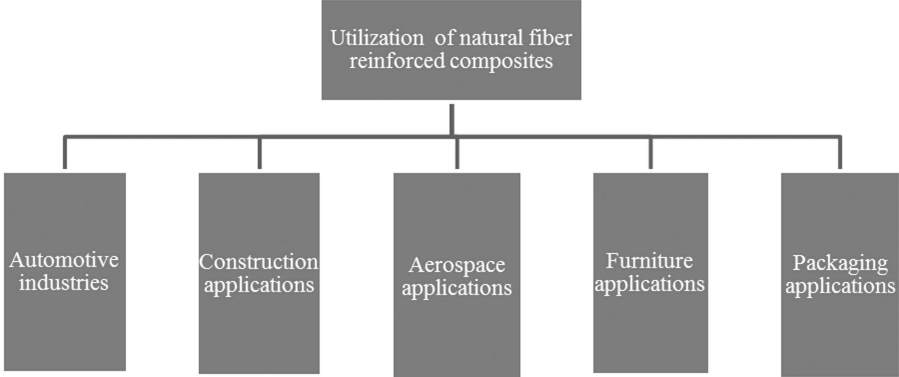 Utilization of natural fiber
reinforced composites
Automotive
industries
Construction
applications
Aerospace
applications
Furniture
applications
Packaging
applications